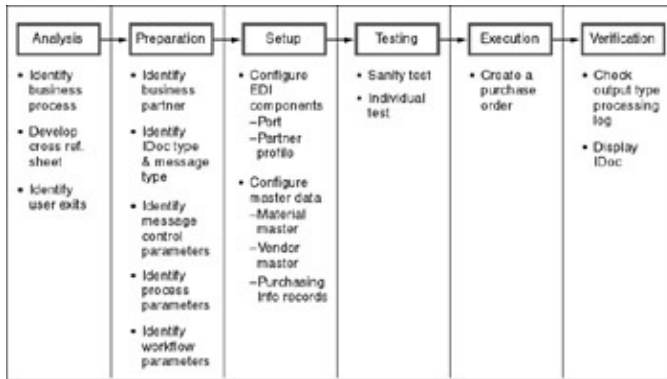 Analysis
Preparation
Setup
Testing
Execution
Verification
• Identify
business
process
• Develop
cross ref.
sheet
• Identify
user exits
• Identify
business
partner
• Identify
IDoc type
& message
type
• Identify
message
control
parameters
• Identify
process
parameters
• Identify
workflow
parameters
• Configure
EDI
components
–Port
–Partner
profile
• Configure
master data
–Material
master
–Vendor
master
–Purchasing
Info records
• Sanity test
• Individual
test
• Create a
purchase
order
• Check
output type
processing
log
• Display
IDoc